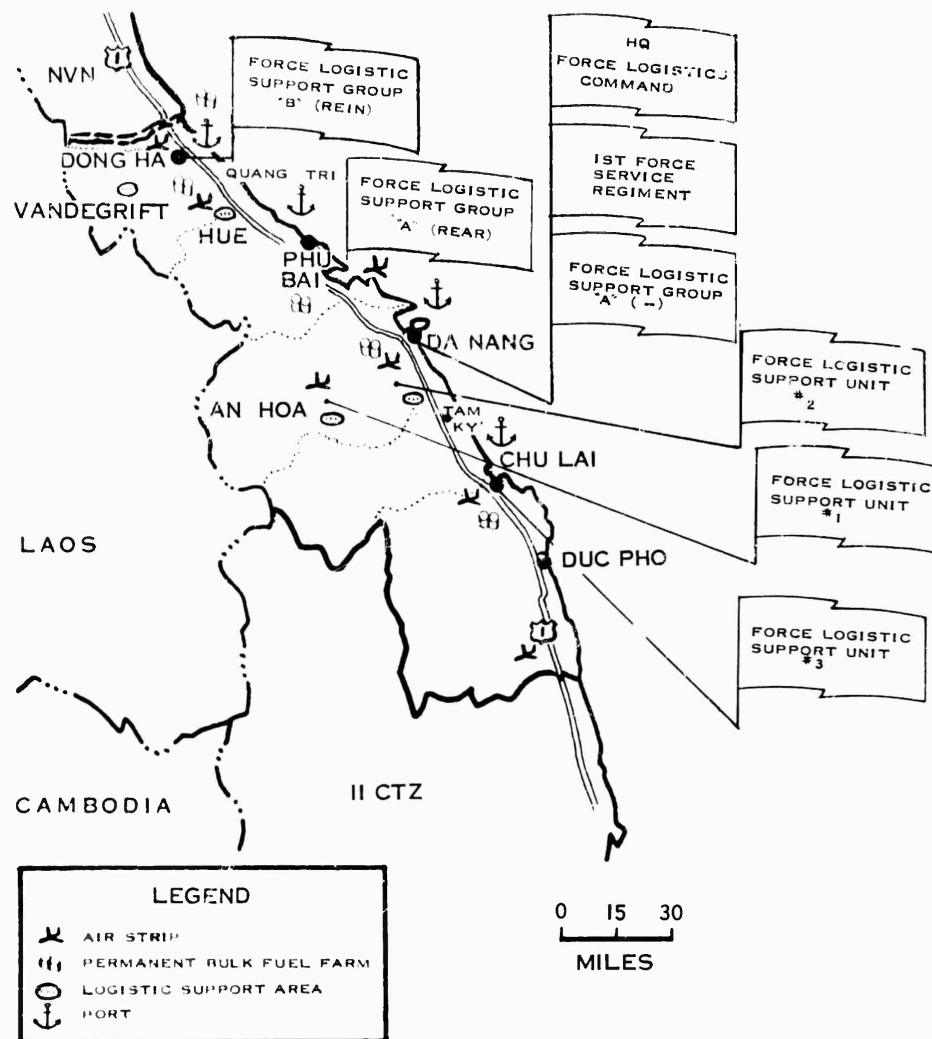 1
NVN
FORCE LOGISTIC
SUPPORT GROUP
"B" (REIN)
HQ
FORCE LOGISTICS
COMMAND
DONG HA
QUANG TRI
FORCE LOGISTIC
SUPPORT GROUP
"A" (REAR)
1ST FORCE
SERVICE
REGIMENT
VANDEGRIFT
HUE
PHU
BAI
FORCE LOGISTIC
SUPPORT GROUP
"A" (-)
DA NANG
FORCE LOGISTIC
SUPPORT UNIT
#2
AN HOA
TAM
KY
CHU LAI
FORCE LOGISTIC
SUPPORT UNIT
#1
LAOS
DUC PHO
1
FORCE LOGISTIC
SUPPORT UNIT
#3
CAMBODIA
II CTZ
LEGEND
AIR STRIP
PERMANENT BULK FUEL FARM
LOGISTIC SUPPORT AREA
PORT
0 15 30
MILES